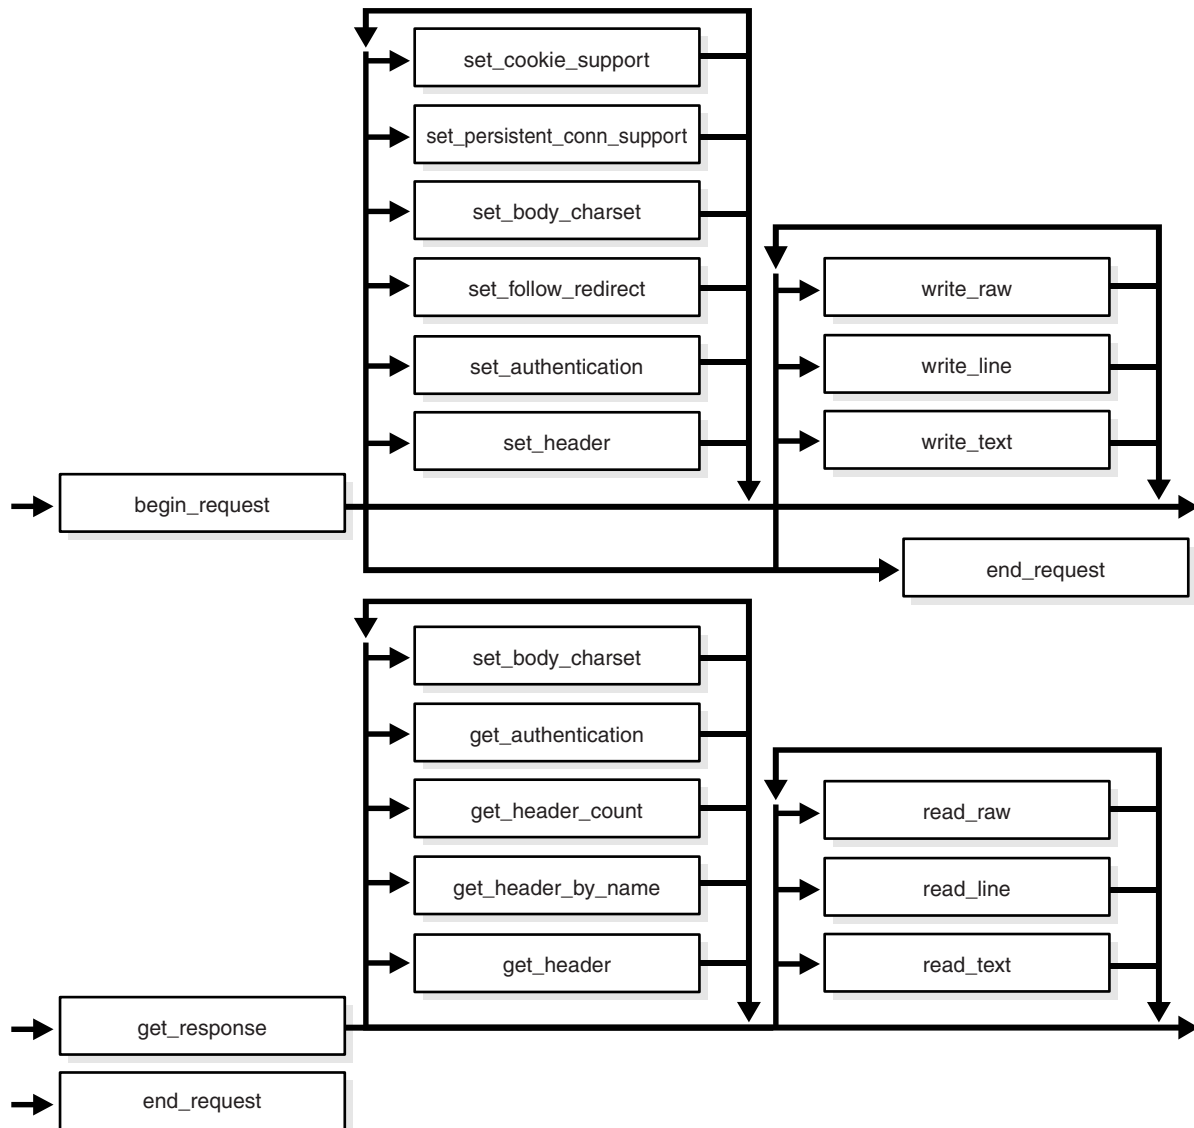 set_cookie_support
set_persistent_conn_support
set_body_charset
set_follow_redirect
set_authentication
set_header
begin_request
write_raw
write_line
write_text
end_request
set_body_charset
get_authentication
get_header_count
get_header_by_name
get_header
get_response
read_raw
read_line
read_text
end_request